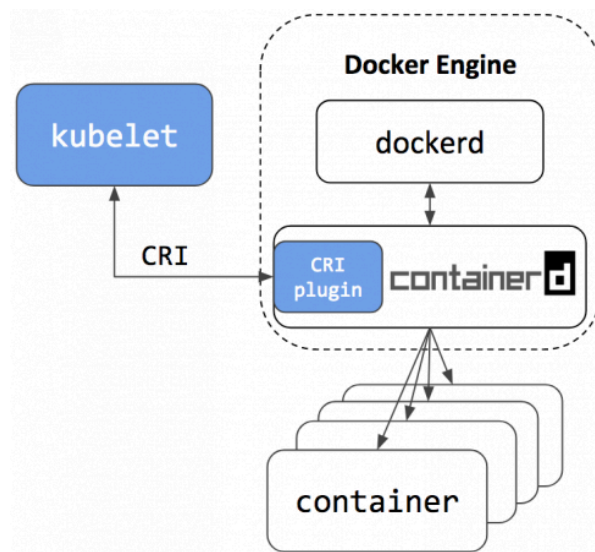 Docker Engine
kubelet
dockerd
CRI
CRI
plugin
containerd
container